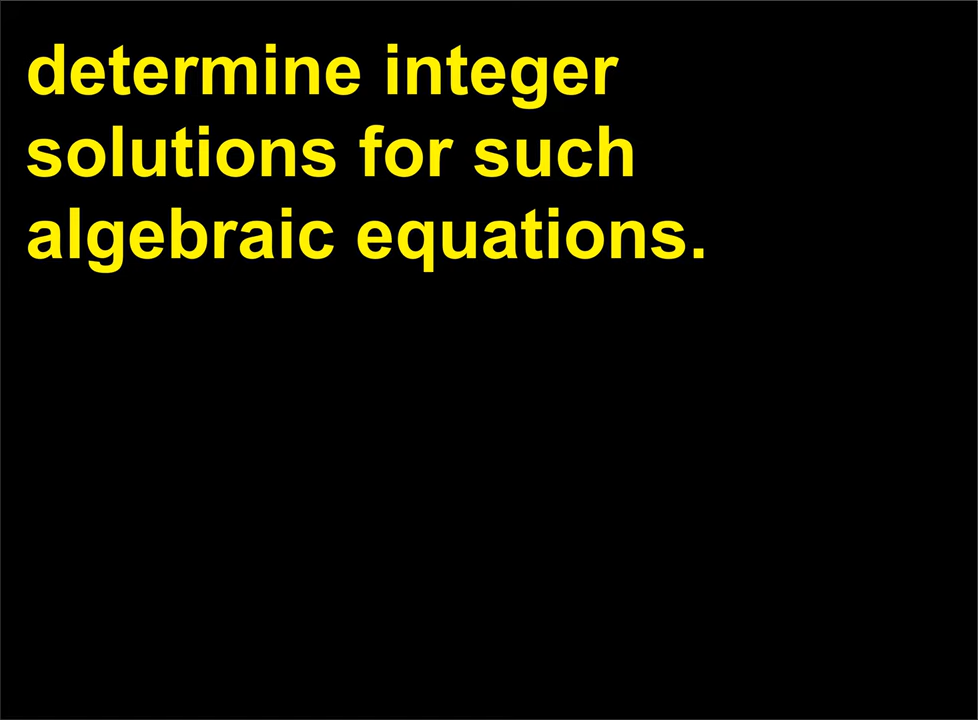 determine integer
solutions for such
algebraic equations.